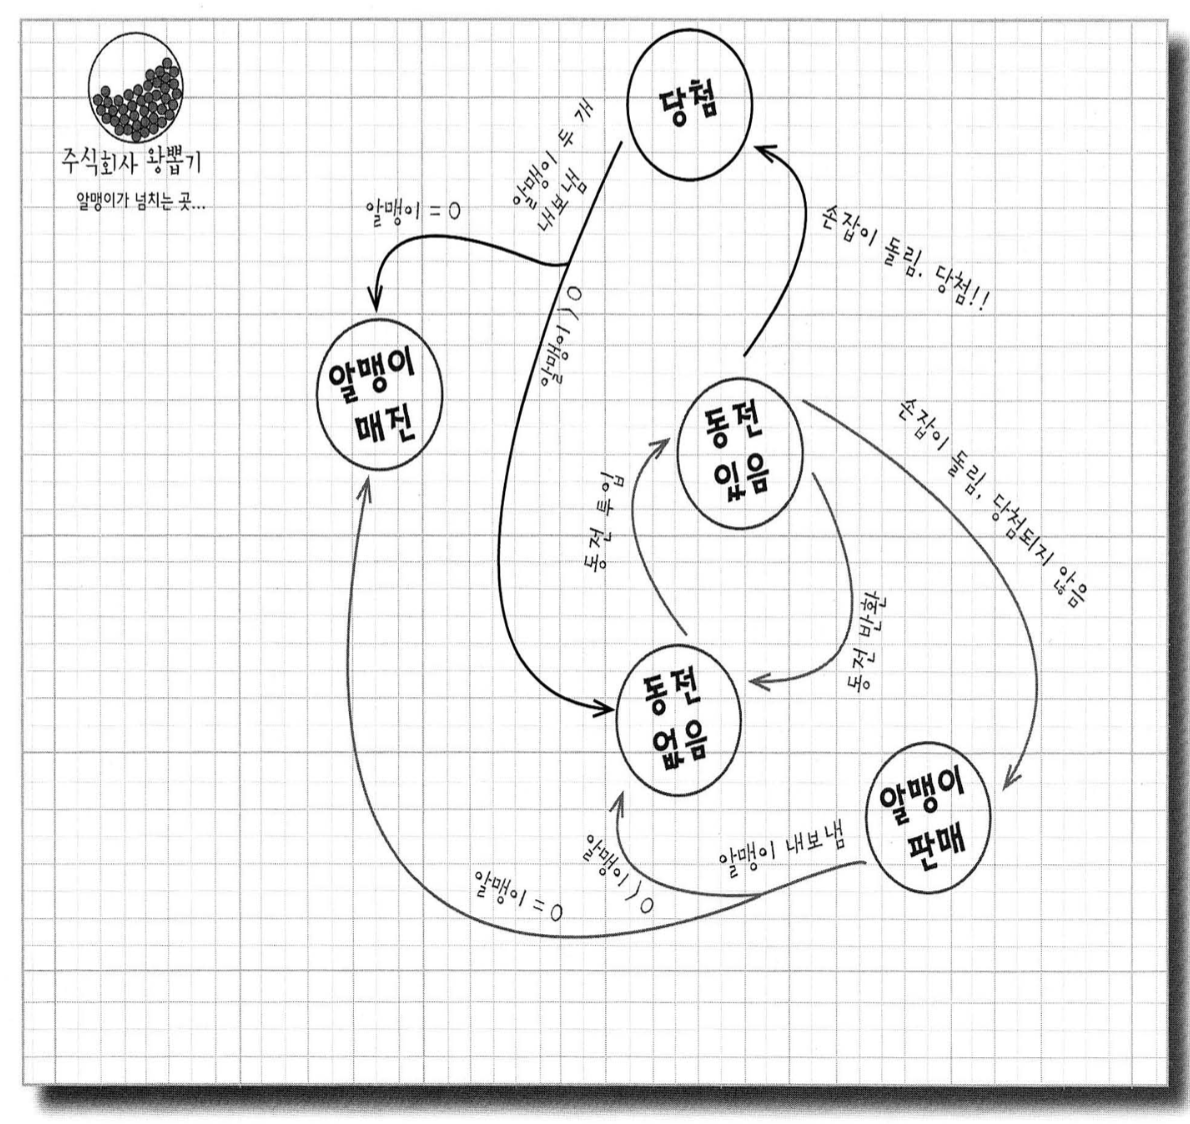 주식회사 왕뽑기
알맹이가 넘치는 곳...
당첨
알맹이 두 개
내보냄
알맹이 = 0
손잡이 돌림, 당첨!!
알맹이 > 0
알맹이
매진
동전
있음
손잡이 돌림, 당첨되지 않음
동전 투입
동전 반환
동전
없음
알맹이
판매
알맹이 내보냄
알맹이 > 0
알맹이 = 0